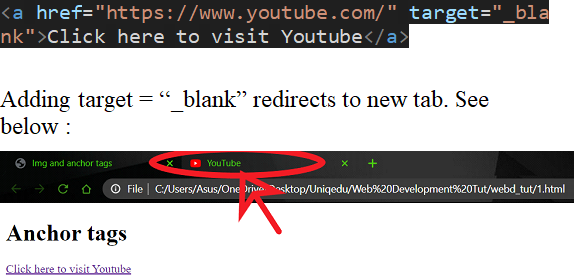 <a href="https://www.youtube.com/" target="_bla
nk">Click here to visit Youtube</a>
Adding target = “_blank” redirects to new tab. See
below :
Img and anchor tags YouTube
File C:/Users/Asus/OneDrive/Desktop/Uniqedu/Web%20Development%20Tut/webd_tut/1.html
Anchor tags
Click here to visit Youtube